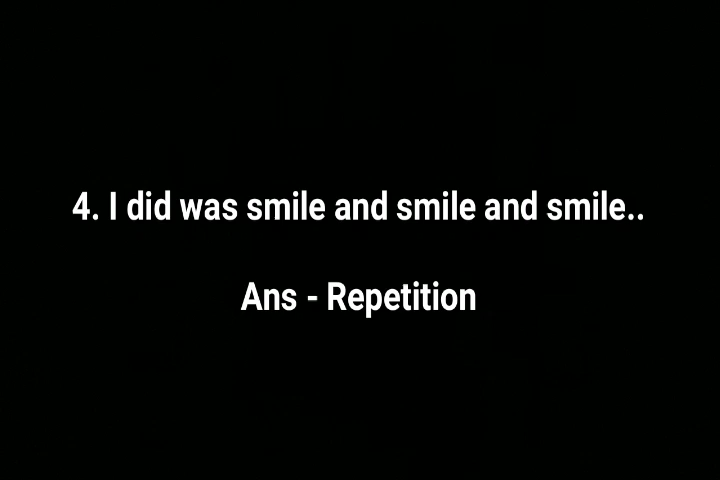 4. I did was smile and smile and smile..
Ans - Repetition